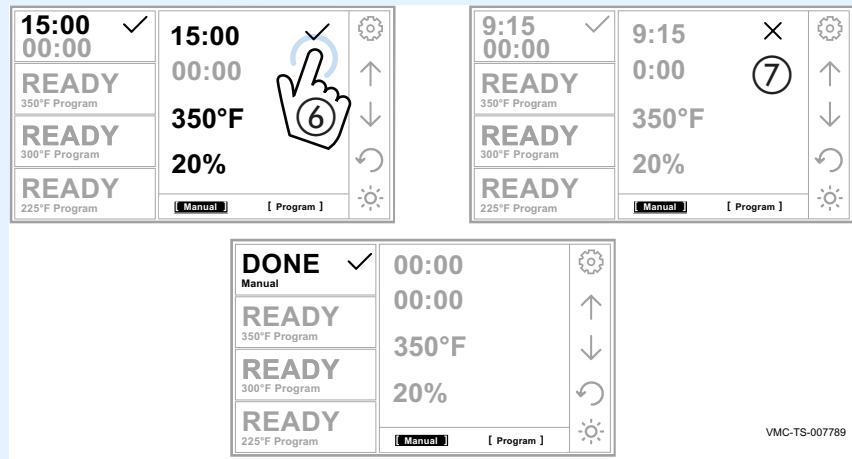 15:00
00:00
READY
350°F Program
READY
300°F Program
READY
225°F Program
15:00
00:00
350°F
20%
[ Manual ]
[ Program ]
6
9:15
00:00
READY
350°F Program
READY
300°F Program
READY
225°F Program
9:15
0:00
350°F
20%
[ Manual ]
[ Program ]
7
DONE
Manual
READY
350°F Program
READY
300°F Program
READY
225°F Program
00:00
00:00
350°F
20%
[ Manual ]
[ Program ]
VMC-TS-007789